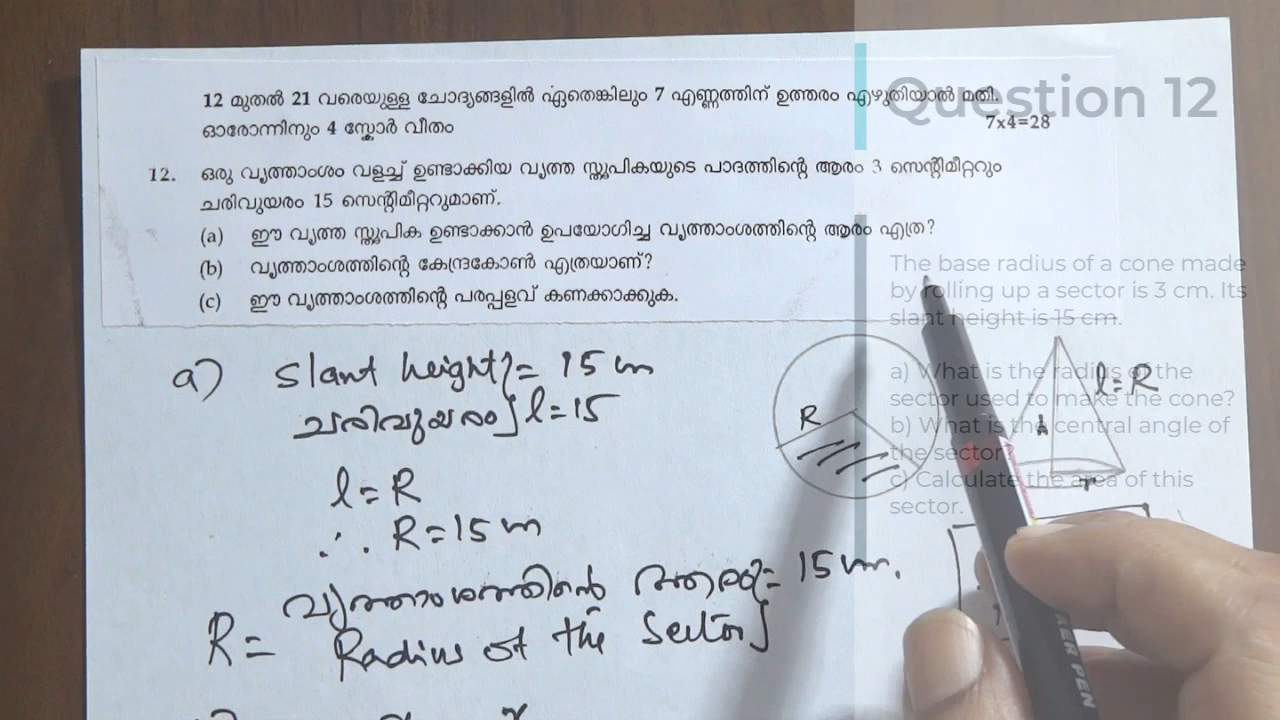 12 മുതൽ 21 വരെയുള്ള ചോദ്യങ്ങളിൽ ഏതെങ്കിലും 7 എണ്ണത്തിന് ഉത്തരം എഴുതിയാൽ മതി.
ഓരോന്നിനും 4 സ്കോർ വീതം
7x4=28
12. ഒരു വൃത്താംശം വളച്ച് ഉണ്ടാക്കിയ വൃത്ത സ്തൂപികയുടെ പാദത്തിന്റെ ആരം 3 സെന്റിമീറ്ററും
ചരിവുയരം 15 സെന്റിമീറ്ററുമാണ്.
(a) ഈ വൃത്ത സ്തൂപിക ഉണ്ടാക്കാൻ ഉപയോഗിച്ച വൃത്താംശത്തിന്റെ ആരം എത്ര?
(b) വൃത്താംശത്തിന്റെ കേന്ദ്രകോൺ എത്രയാണ്?
(c) ഈ വൃത്താംശത്തിന്റെ പരപ്പളവ് കണക്കാക്കുക.
Question 12
The base radius of a cone made
by rolling up a sector is 3 cm. Its
slant height is 15 cm.
a) What is the radius of the
sector used to make the cone?
b) What is the central angle of
the sector?
c) Calculate the area of this
sector.
a) slant height = 15 cm
ചരിവുയരം l = 15
l = R
∴ R = 15 cm
വൃത്താംശത്തിൻ ആരം = 15 cm.
R = Radius of the Sector
R
l = R
h
r